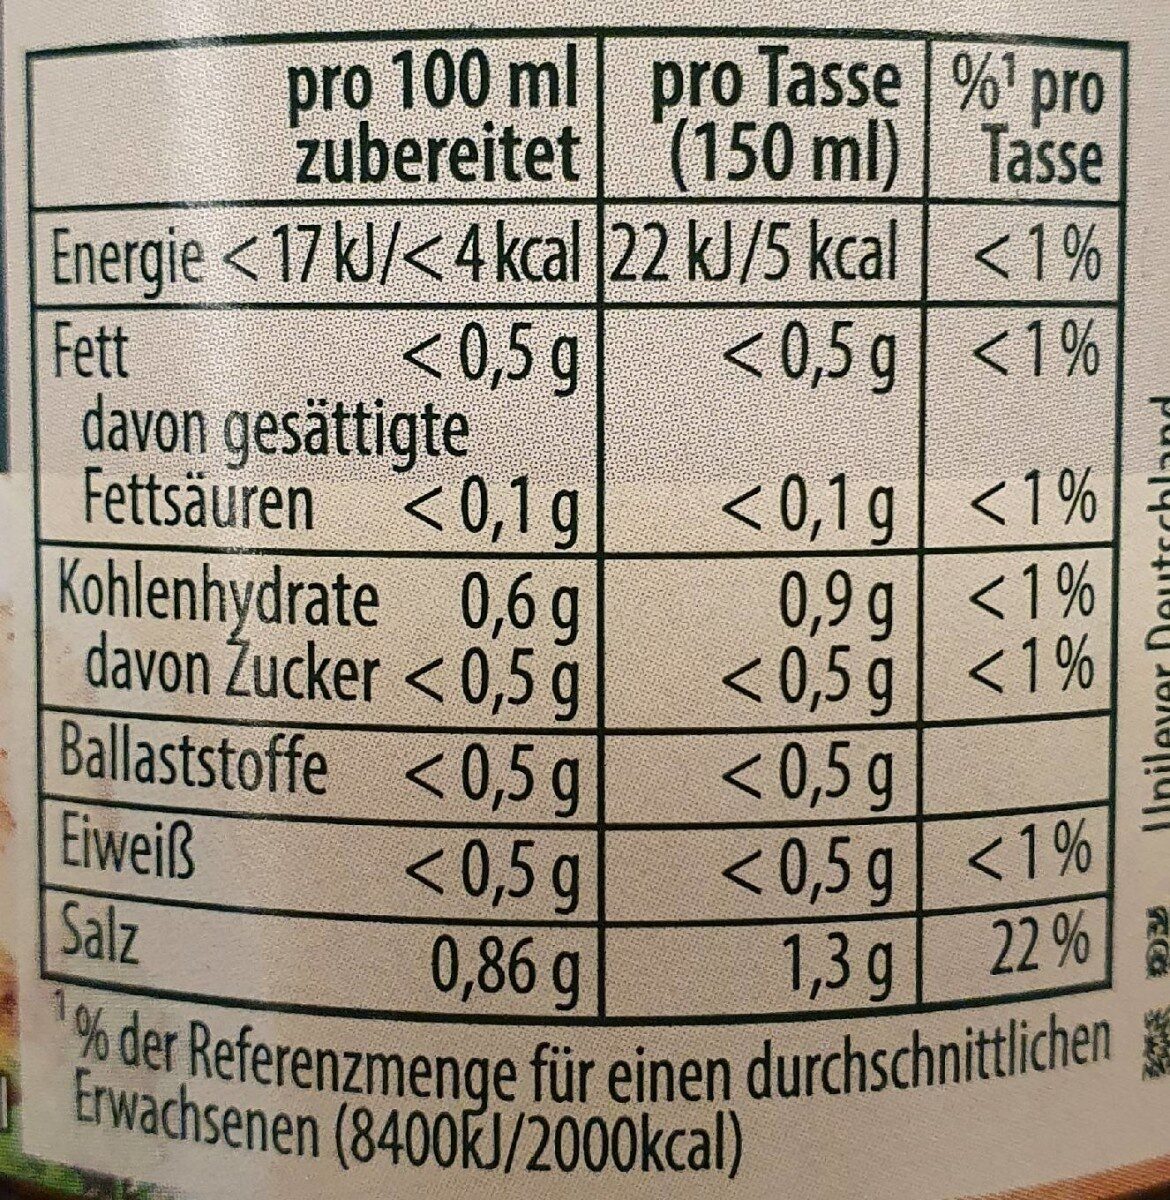 pro 100 ml zubereitet pro Tasse (150 ml) %¹ pro Tasse
Energie < 17 kJ/< 4 kcal 22 kJ/5 kcal < 1 %
Fett < 0,5 g < 0,5 g < 1 %
davon gesättigte
Fettsäuren < 0,1 g < 0,1 g < 1 %
Kohlenhydrate 0,6 g 0,9 g < 1 %
davon Zucker < 0,5 g < 0,5 g < 1 %
Ballaststoffe < 0,5 g < 0,5 g
Eiweiß < 0,5 g < 0,5 g < 1 %
Salz 0,86 g 1,3 g 22 %
¹ % der Referenzmenge für einen durchschnittlichen
Erwachsenen (8400kJ/2000kcal)
Unilever Deutschland